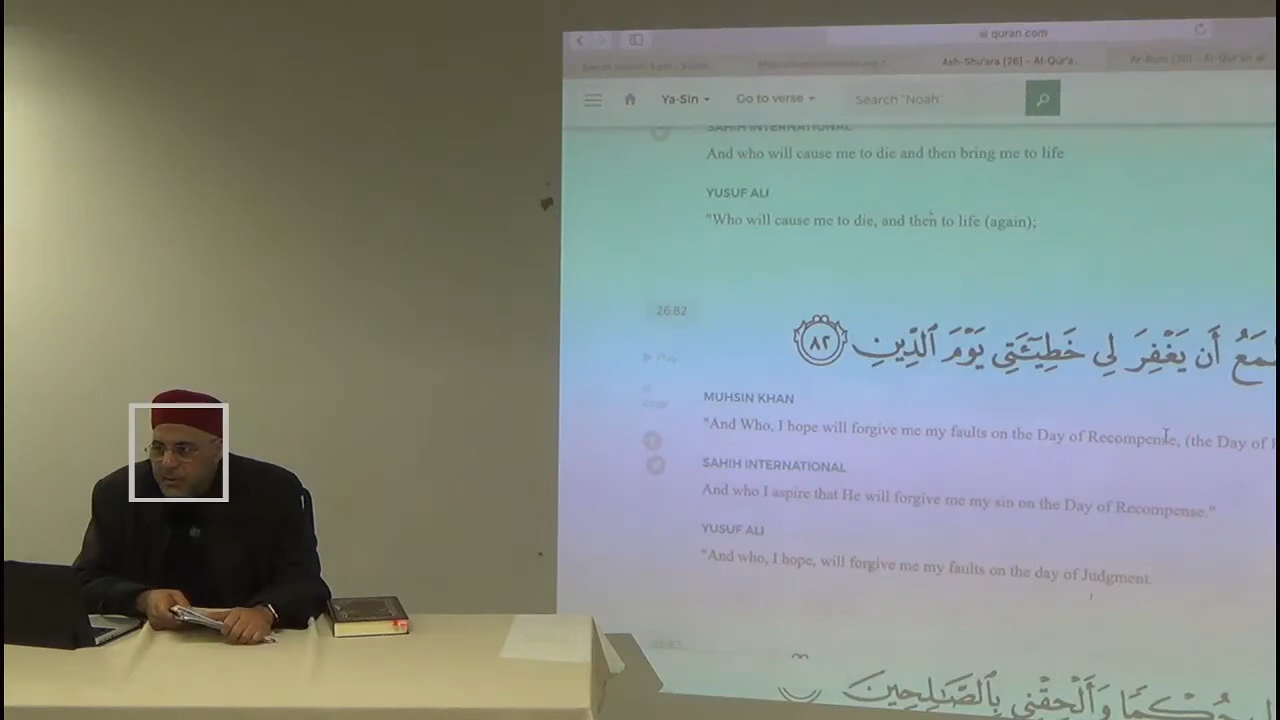 quran.com
Ash-Shu'ara [26] - Al-Qur'a...
Ar-Rum [30] - Al-Qur'an al
Ya-Sin
Go to verse
Search "Noah"
SAHIH INTERNATIONAL
And who will cause me to die and then bring me to life
YUSUF ALI
"Who will cause me to die, and then to life (again);
26:82
أَن يَغْفِرَ لِي خَطِيٓـَٔتِي يَوْمَ ٱلدِّينِ ٨٢
Play
MUHSIN KHAN
"And Who, I hope will forgive me my faults on the Day of Recompense, (the Day of
SAHIH INTERNATIONAL
And who I aspire that He will forgive me my sin on the Day of Recompense."
YUSUF ALI
"And who, I hope, will forgive me my faults on the day of Judgment.
26:83
وَأَلْحِقْنِي بِٱلصَّٰلِحِينَ